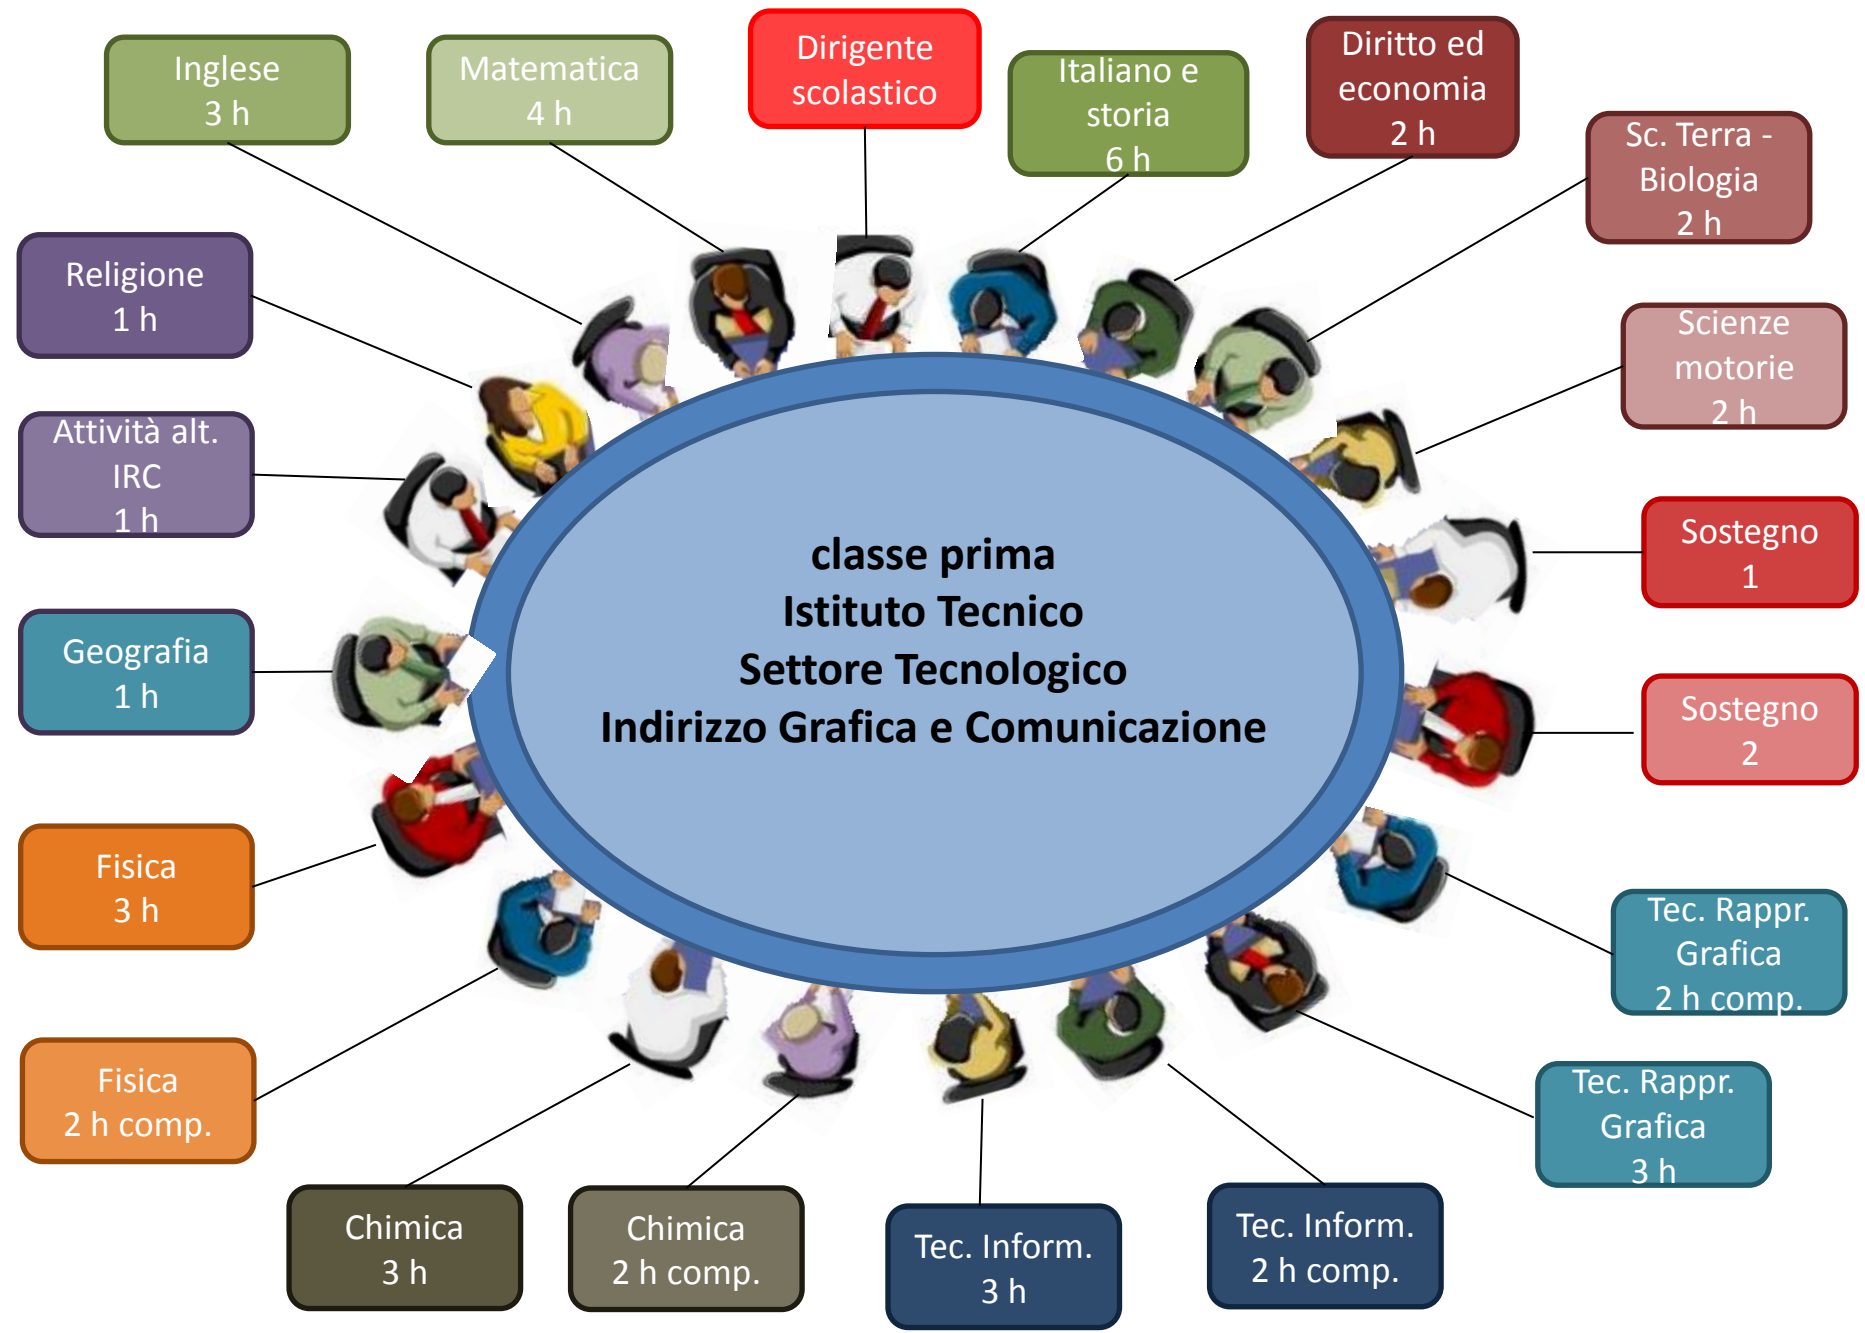 Inglese
3 h
Matematica
4 h
Dirigente
scolastico
Italiano e
storia
6 h
Diritto ed
economia
2 h
Sc. Terra -
Biologia
2 h
Religione
1 h
Scienze
motorie
2 h
Attività alt.
IRC
1 h
Sostegno
1
classe prima
Istituto Tecnico
Settore Tecnologico
Indirizzo Grafica e Comunicazione
Geografia
1 h
Sostegno
2
Fisica
3 h
Tec. Rappr.
Grafica
2 h comp.
Fisica
2 h comp.
Tec. Rappr.
Grafica
3 h
Chimica
3 h
Chimica
2 h comp.
Tec. Inform.
3 h
Tec. Inform.
2 h comp.